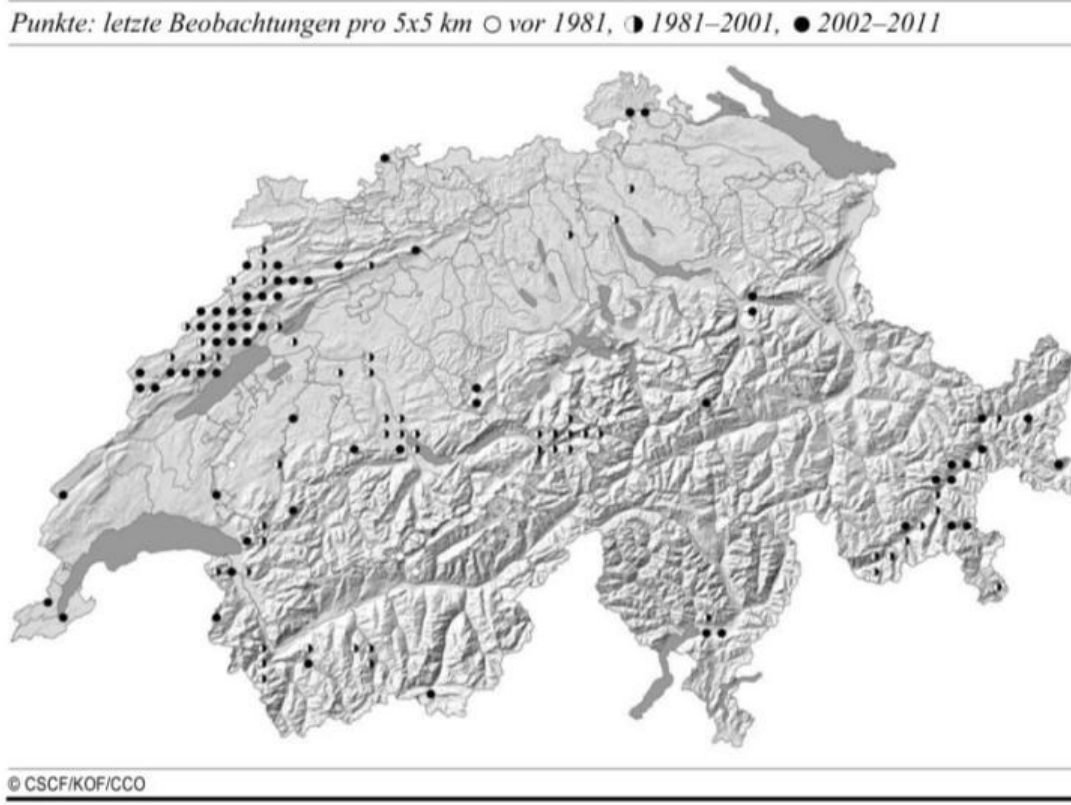 Punkte: letzte Beobachtungen pro 5x5 km ○ vor 1981, ◑ 1981–2001, ● 2002–2011
© CSCF/KOF/CCO